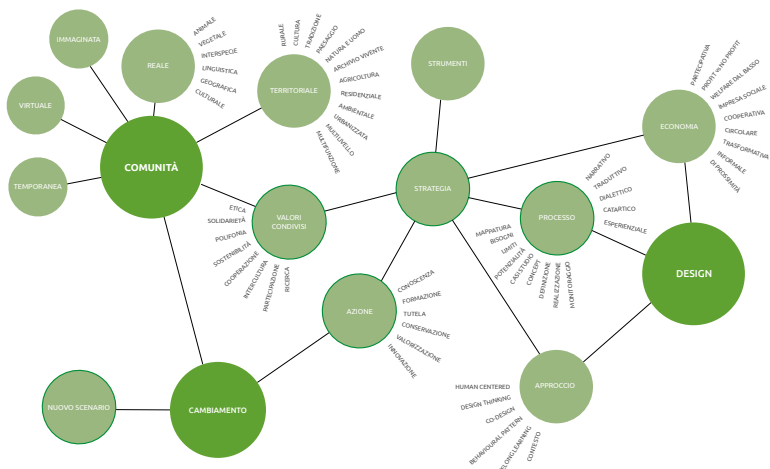 IMMAGINATA
REALE
ANIMALE
VEGETALE
INTERSPECIE
LINGUISTICA
GEOGRAFICA
CULTURALE
VIRTUALE
TEMPORANEA
COMUNITÀ
TERRITORIALE
RURALE
CULTURA
TRADIZIONE
PAESAGGIO
NATURA E UOMO
ARCHIVIO VIVENTE
AGRICOLTURA
RESIDENZIALE
AMBIENTALE
URBANIZZATA
MULTILIVELLO
MULTIFUNZIONE
STRUMENTI
STRATEGIA
ECONOMIA
PARTECIPATIVA
PROFIT vs NO PROFIT
WELFARE DAL BASSO
IMPRESA SOCIALE
COOPERATIVA
CIRCOLARE
TRASFORMATIVA
INFORMALE
DI PROSSIMITÀ
VALORI
CONDIVISI
ETICA
SOLIDARIETÀ
POLIFONIA
SOSTENIBILITÀ
COOPERAZIONE
INTERCULTURA
PARTECIPAZIONE
RICERCA
PROCESSO
NARRATIVO
TRADUTTIVO
DIALETTICO
CATARTICO
ESPERIENZIALE
MAPPATURA
BISOGNI
LIMITI
POTENZIALITÀ
CASI STUDIO
CONCEPT
DEFINIZIONE
REALIZZAZIONE
MONITORAGGIO
DESIGN
AZIONE
CONOSCENZA
FORMAZIONE
TUTELA
CONSERVAZIONE
VALORIZZAZIONE
INNOVAZIONE
NUOVO SCENARIO
CAMBIAMENTO
APPROCCIO
HUMAN CENTERED
DESIGN THINKING
CO-DESIGN
BEHAVIOURAL PATTERN
CONTESTO